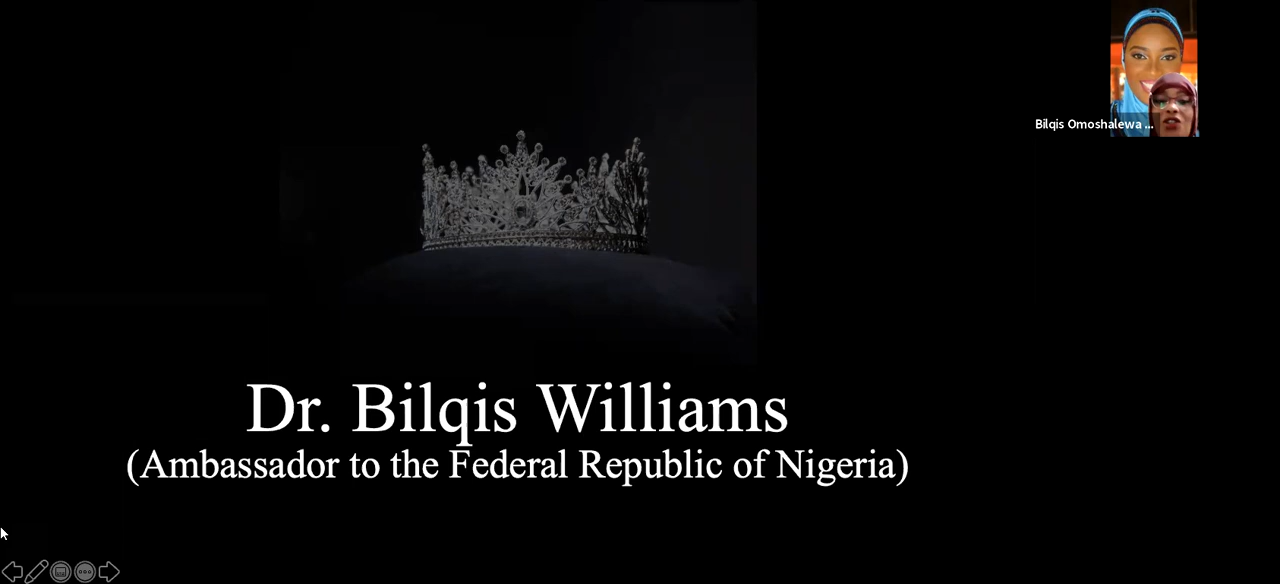 Bilqis Omoshalewa ...
Dr. Bilqis Williams
(Ambassador to the Federal Republic of Nigeria)